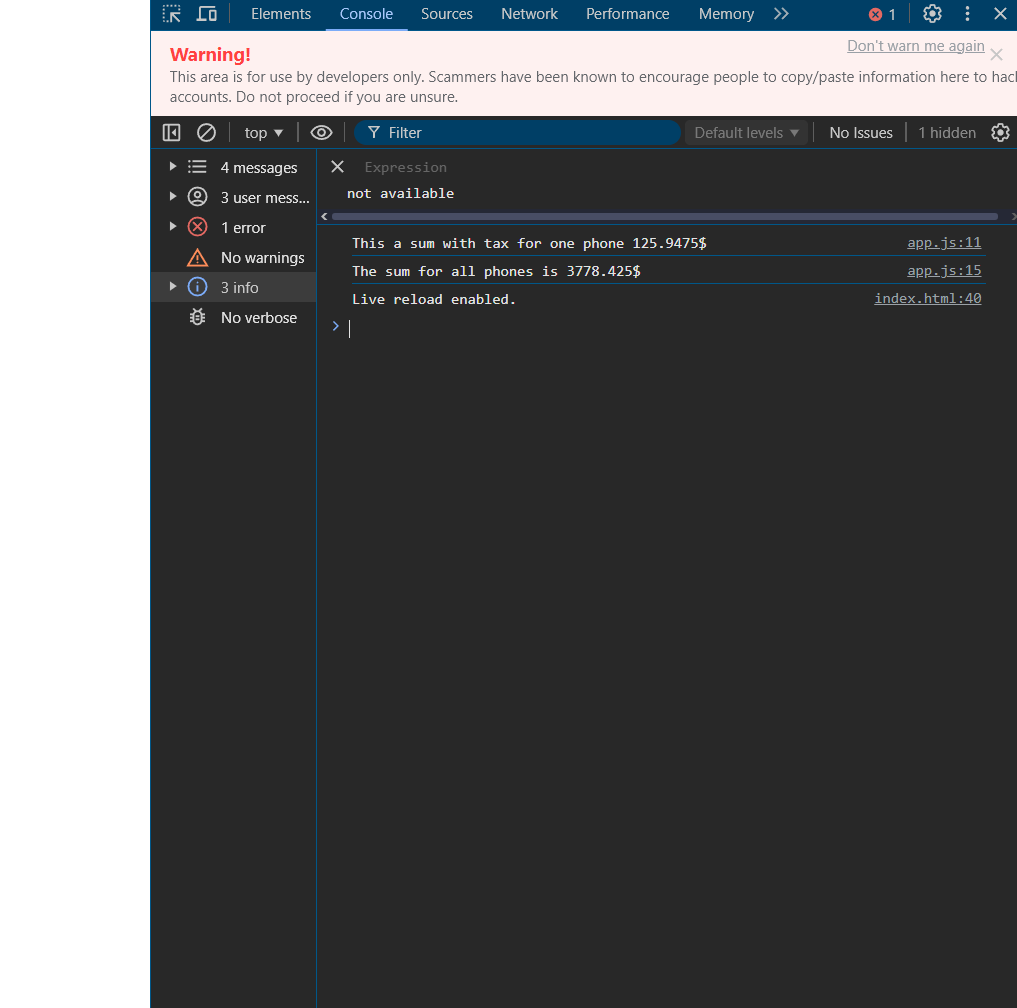 Elements Console Sources Network Performance Memory 1
Warning!
Don't warn me again
This area is for use by developers only. Scammers have been known to encourage people to copy/paste information here to hac
accounts. Do not proceed if you are unsure.
top ▼ Filter Default levels ▼ No Issues 1 hidden
4 messages
3 user mess...
1 error
No warnings
3 info
No verbose
Expression
not available
This a sum with tax for one phone 125.9475$ app.js:11
The sum for all phones is 3778.425$ app.js:15
Live reload enabled. index.html:40